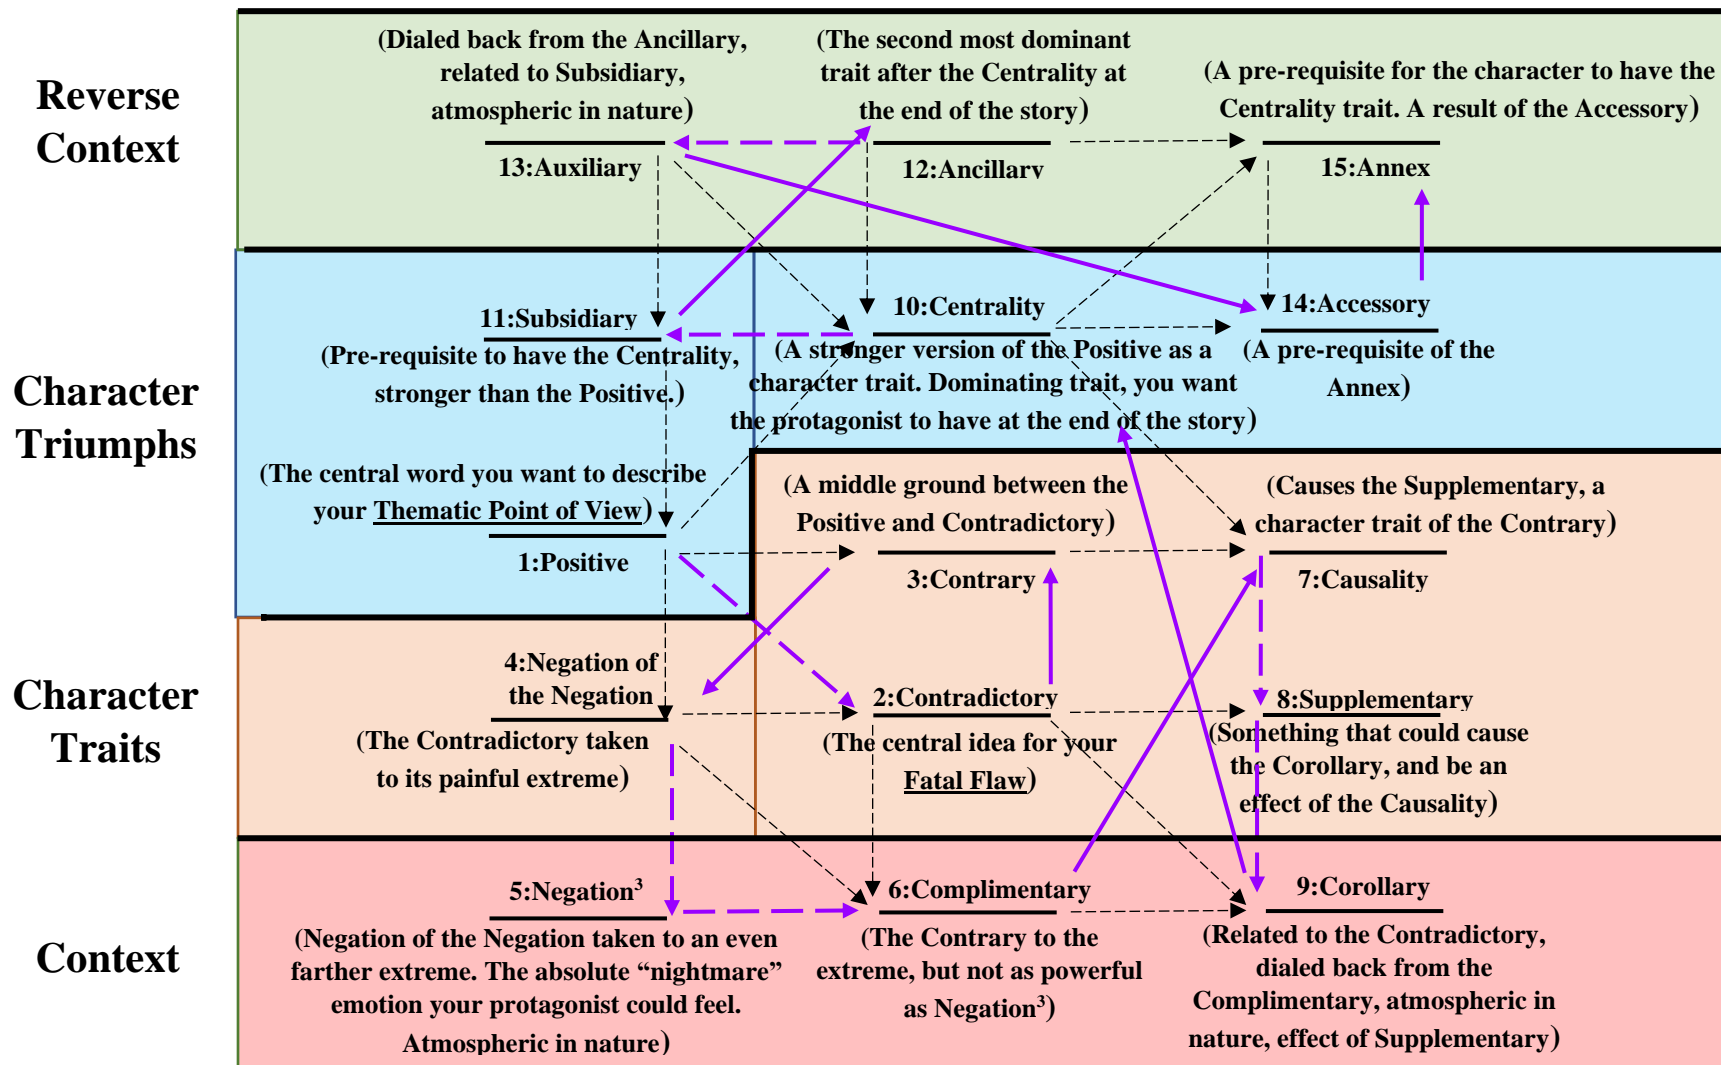 Reverse
Context
(Dialed back from the Ancillary,
related to Subsidiary,
atmospheric in nature)
13:Auxiliary
(The second most dominant
trait after the Centrality at
the end of the story)
12:Ancillary
(A pre-requisite for the character to have the
Centrality trait. A result of the Accessory)
15:Annex
Character
Triumphs
11:Subsidiary
(Pre-requisite to have the Centrality,
stronger than the Positive.)
10:Centrality
(A stronger version of the Positive as a
character trait. Dominating trait, you want
the protagonist to have at the end of the story)
14:Accessory
(A pre-requisite of the
Annex)
(The central word you want to describe
your Thematic Point of View)
1:Positive
(A middle ground between the
Positive and Contradictory)
3:Contrary
(Causes the Supplementary, a
character trait of the Contrary)
7:Causality
Character
Traits
4:Negation of
the Negation
(The Contradictory taken
to its painful extreme)
2:Contradictory
(The central idea for your
Fatal Flaw)
8:Supplementary
(Something that could cause
the Corollary, and be an
effect of the Causality)
Context
5:Negation³
(Negation of the Negation taken to an even
farther extreme. The absolute “nightmare”
emotion your protagonist could feel.
Atmospheric in nature)
6:Complimentary
(The Contrary to the
extreme, but not as powerful
as Negation³)
9:Corollary
(Related to the Contradictory,
dialed back from the
Complimentary, atmospheric in
nature, effect of Supplementary)